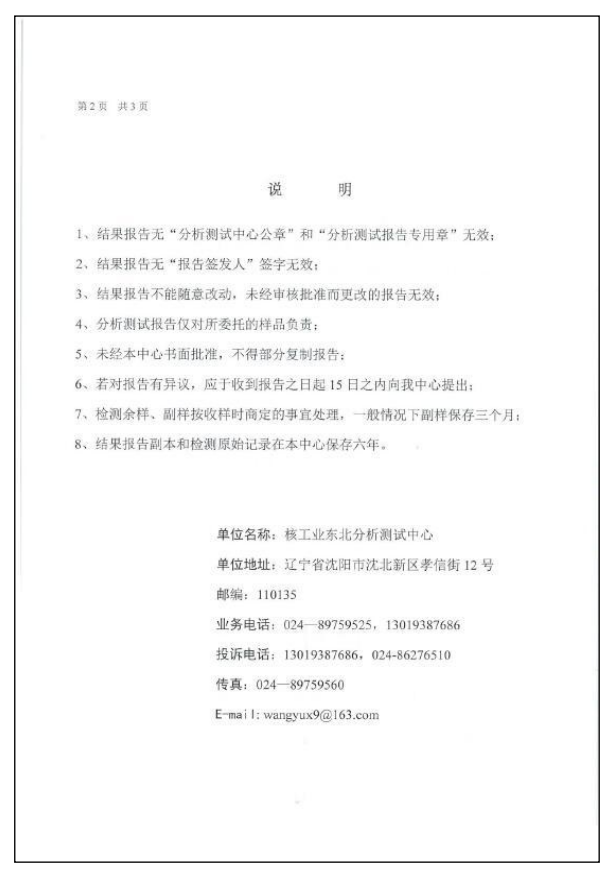 第2页 共3页
说 明
1、结果报告无“分析测试中心公章”和“分析测试报告专用章”无效;
2、结果报告无“报告签发人”签字无效;
3、结果报告不能随意改动，未经审核批准而更改的报告无效;
4、分析测试报告仅对所委托的样品负责;
5、未经本中心书面批准，不得部分复制报告;
6、若对报告有异议，应于收到报告之日起 15 日之内向我中心提出;
7、检测余样、副样按收样时商定的事宜处理，一般情况下副样保存三个月;
8、结果报告副本和检测原始记录在本中心保存六年。
单位名称: 核工业东北分析测试中心
单位地址: 辽宁省沈阳市沈北新区孝信街 12 号
邮编: 110135
业务电话: 024—89759525，13019387686
投诉电话: 13019387686，024-86276510
传真: 024—89759560
E-mail: wangyux9@163.com